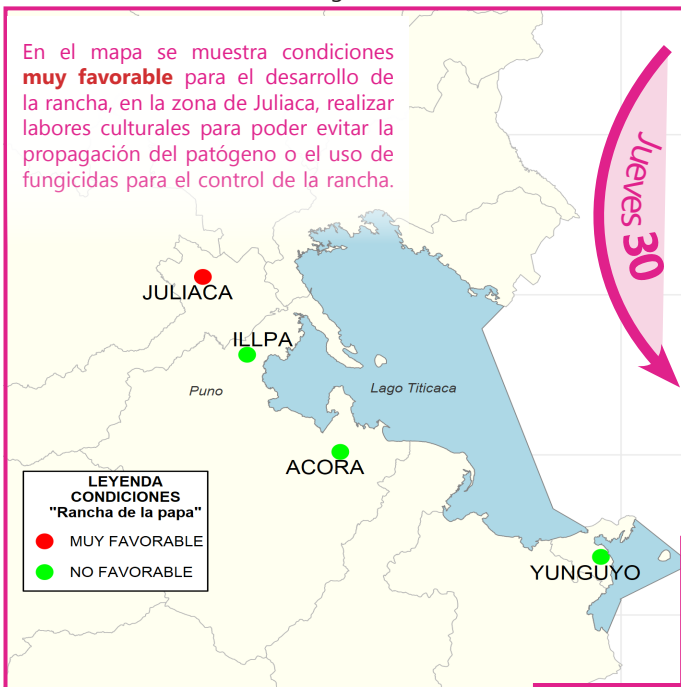 En el mapa se muestra condiciones
muy favorable para el desarrollo de
la rancha, en la zona de Juliaca, realizar
labores culturales para poder evitar la
propagación del patógeno o el uso de
fungicidas para el control de la rancha.
Jueves 30
JULIACA
ILLPA
Puno
Lago Titicaca
ACORA
YUNGUYO
LEYENDA
CONDICIONES
"Rancha de la papa"
MUY FAVORABLE
NO FAVORABLE